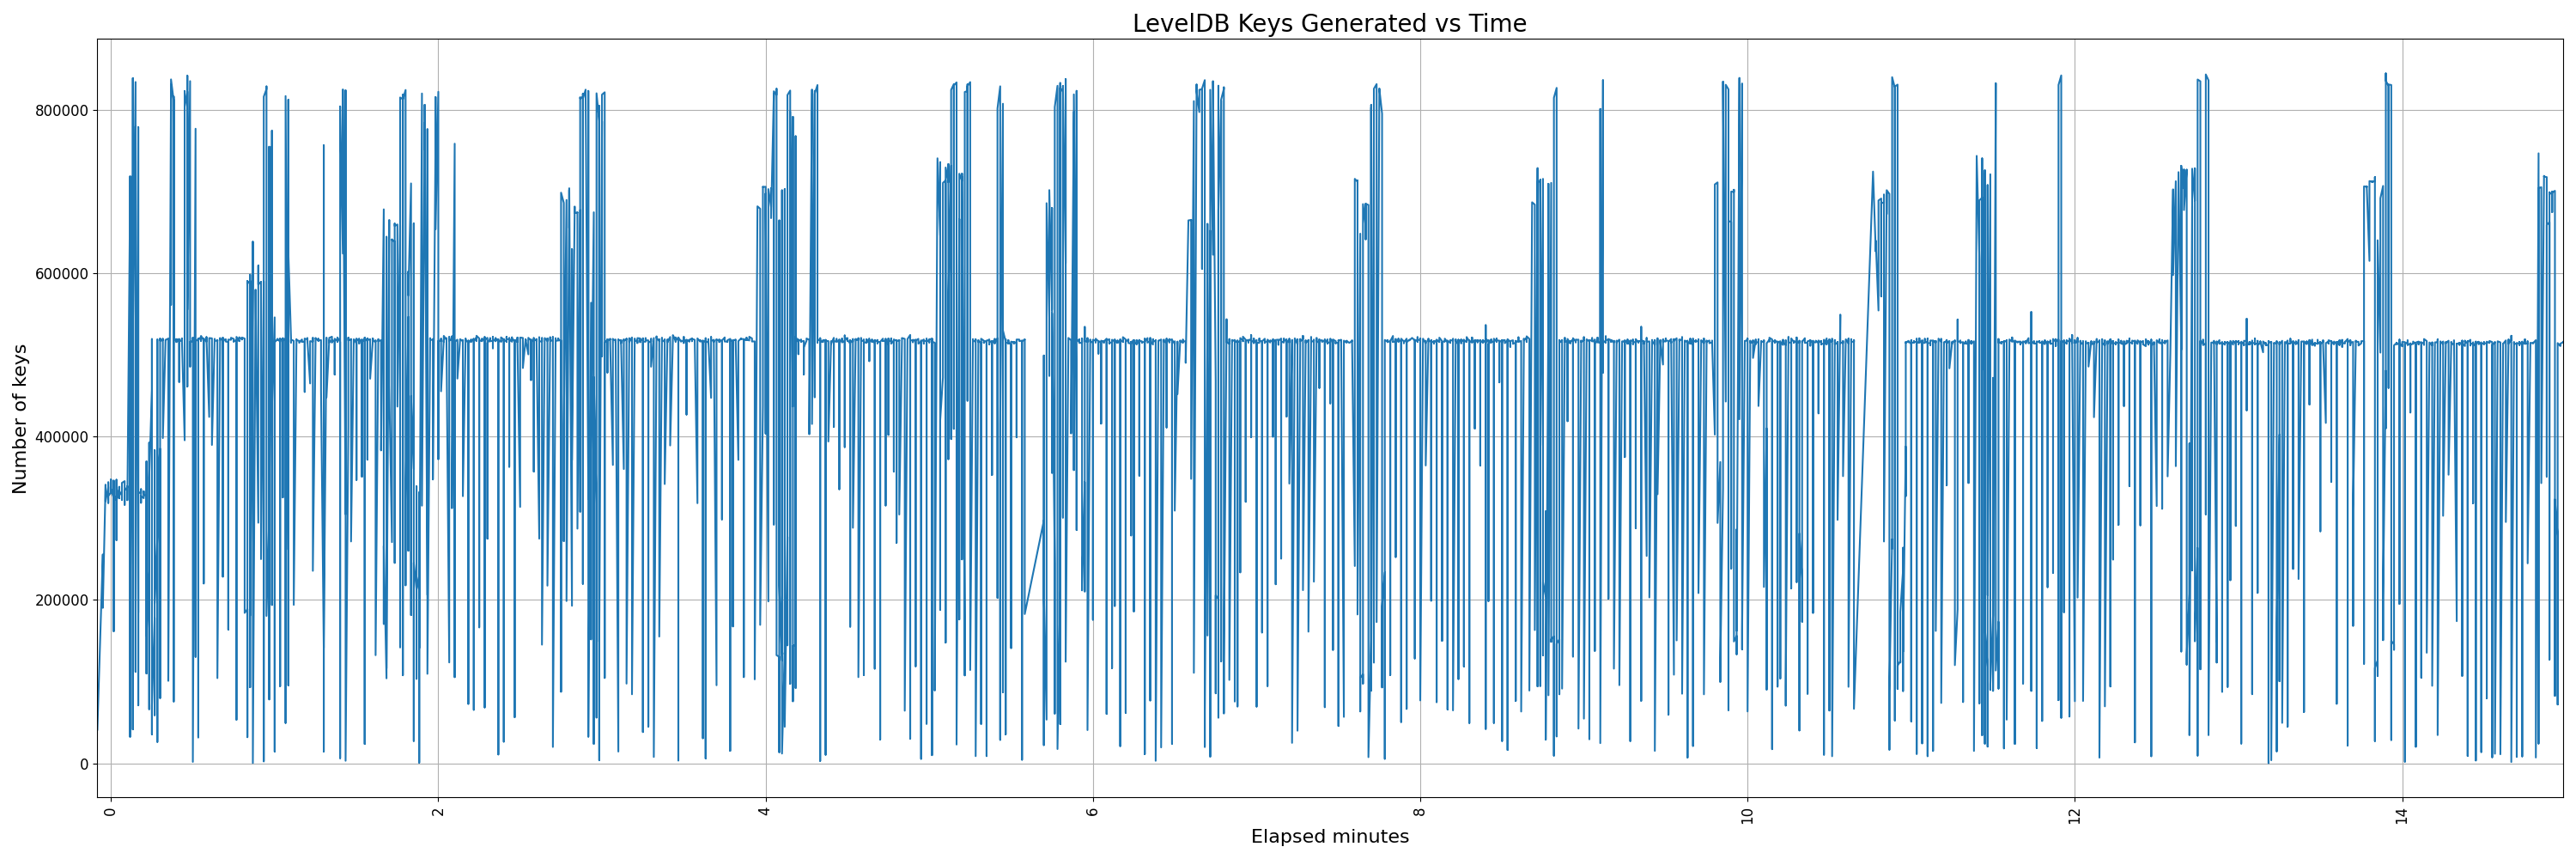 LevelDB Keys Generated vs Time
Number of keys
800000
600000
400000
200000
0
0 2 4 6 8 10 12 14
Elapsed minutes